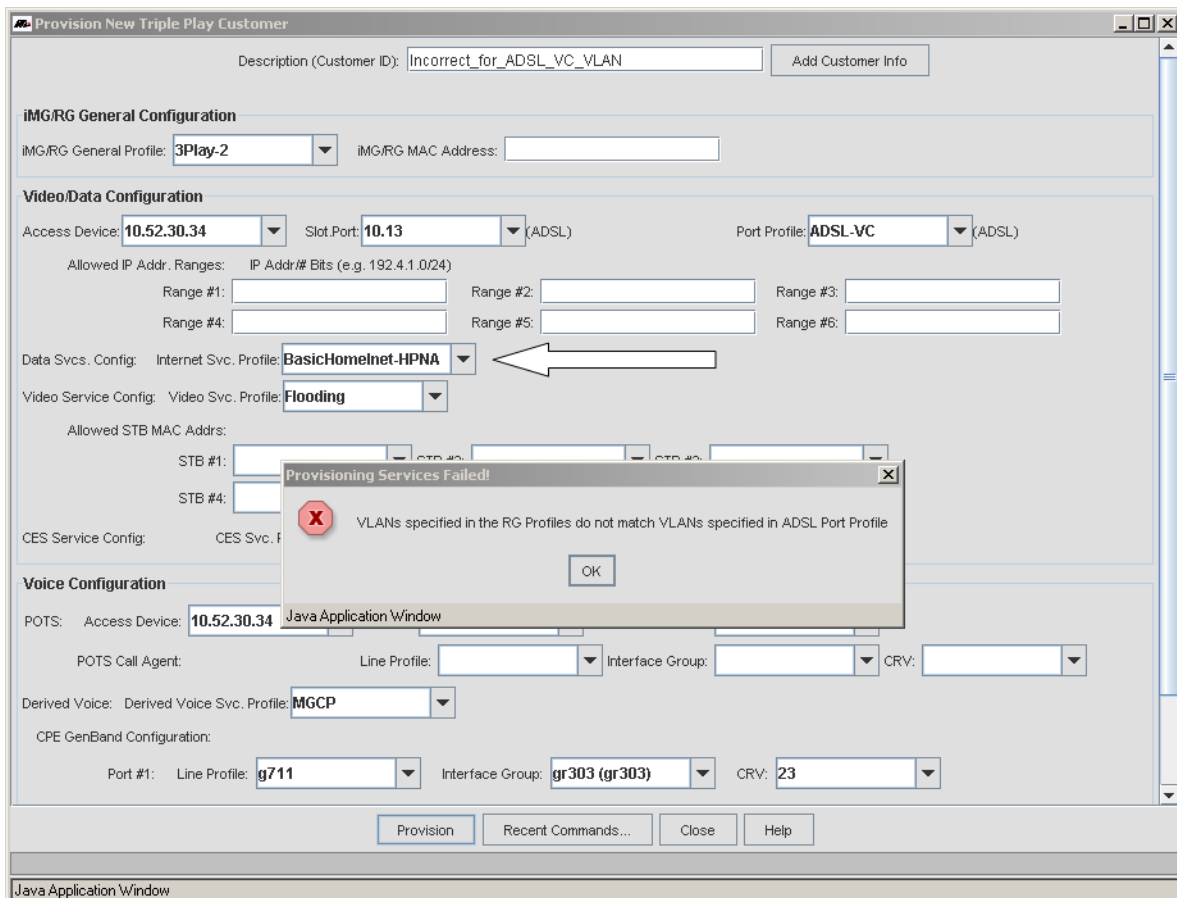 Provision New Triple Play Customer
Description (Customer ID): Incorrect_for_ADSL_VC_VLAN Add Customer Info
iMG/RG General Configuration
iMG/RG General Profile: 3Play-2 iMG/RG MAC Address:
Video/Data Configuration
Access Device: 10.52.30.34 Slot.Port: 10.13 (ADSL) Port Profile: ADSL-VC (ADSL)
Allowed IP Addr. Ranges: IP Addr/# Bits (e.g. 192.4.1.0/24)
Range #1: Range #2: Range #3:
Range #4: Range #5: Range #6:
Data Svcs. Config: Internet Svc. Profile: BasicHomeInet-HPNA
Video Service Config: Video Svc. Profile: Flooding
Allowed STB MAC Addrs:
STB #1: STB #2: STB #3:
Provisioning Services Failed!
STB #4:
VLANs specified in the RG Profiles do not match VLANs specified in ADSL Port Profile
CES Service Config: CES Svc.
OK
Voice Configuration
Java Application Window
POTS: Access Device: 10.52.30.34
POTS Call Agent: Line Profile: Interface Group: CRV:
Derived Voice: Derived Voice Svc. Profile: MGCP
CPE GenBand Configuration:
Port #1: Line Profile: g711 Interface Group: gr303 (gr303) CRV: 23
Provision Recent Commands... Close Help
Java Application Window